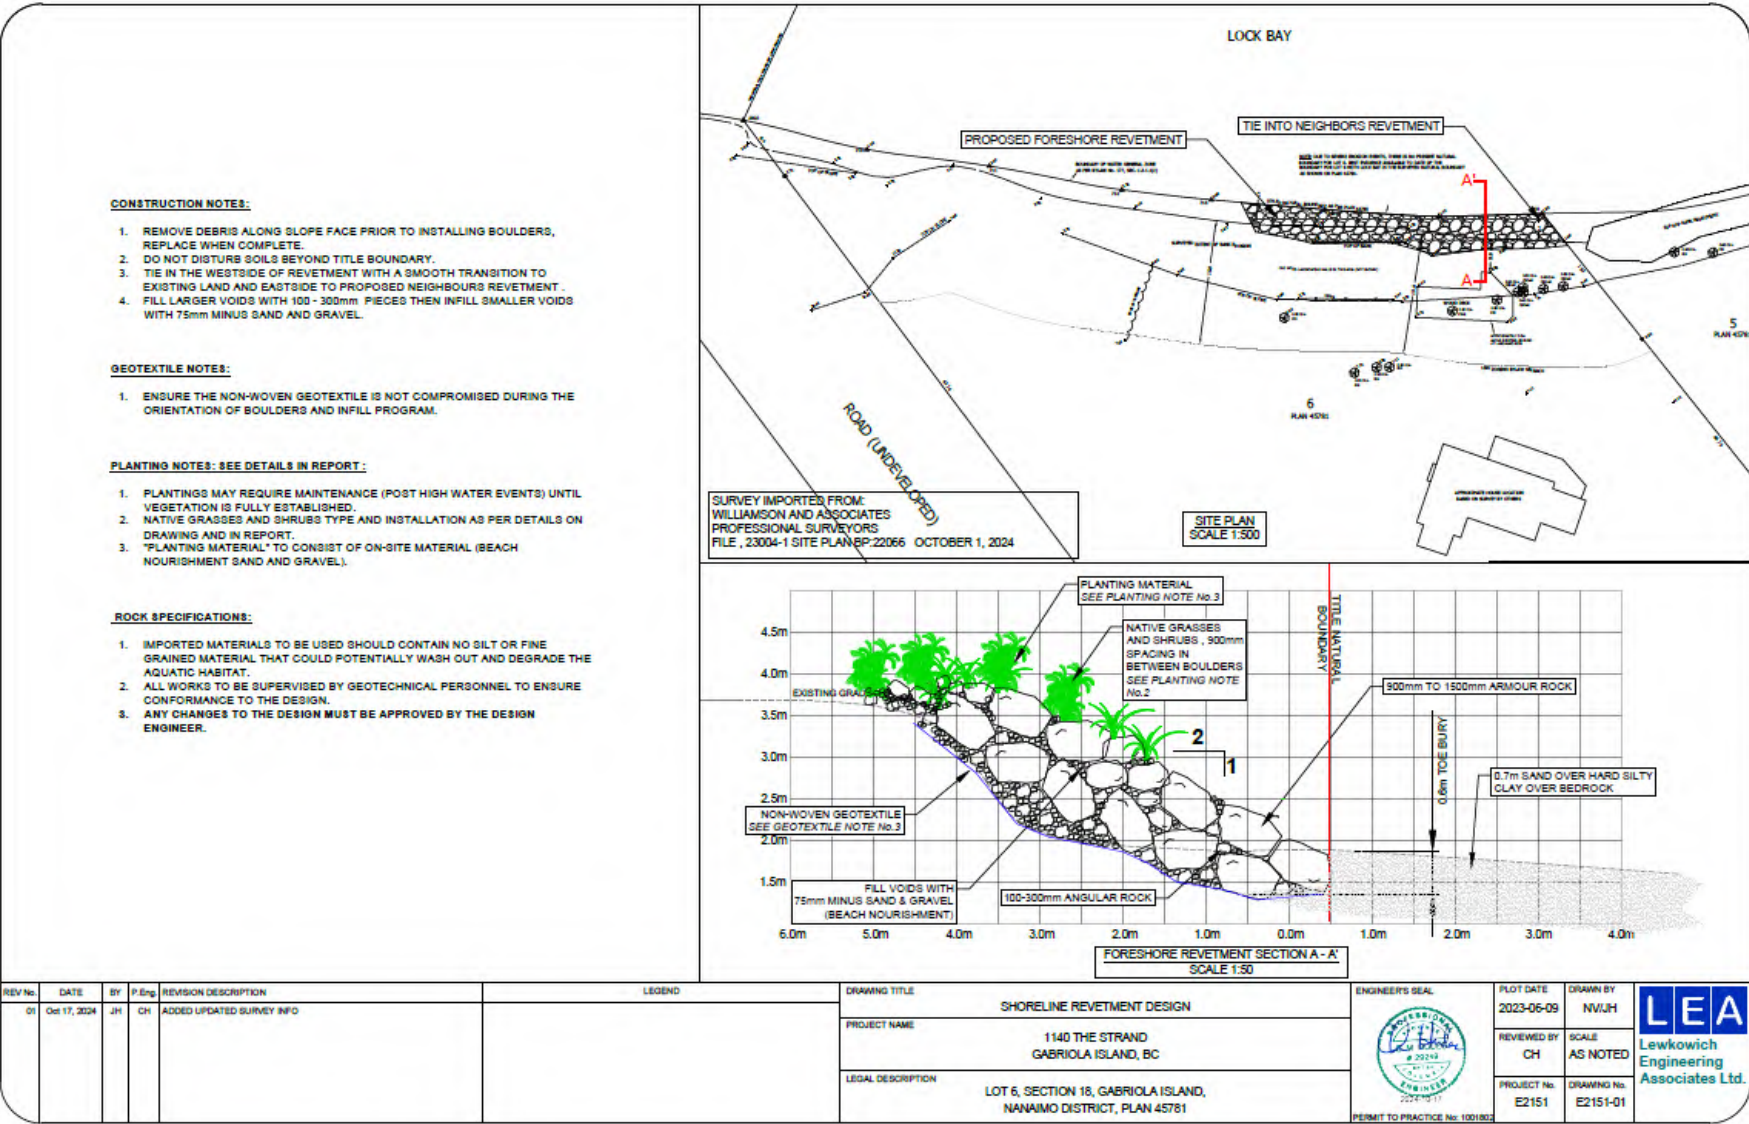 CONSTRUCTION NOTES:
1. REMOVE DEBRIS ALONG SLOPE FACE PRIOR TO INSTALLING BOULDERS,
REPLACE WHEN COMPLETE.
2. DO NOT DISTURB SOILS BEYOND TITLE BOUNDARY.
3. TIE IN THE WESTSIDE OF REVETMENT WITH A SMOOTH TRANSITION TO
EXISTING LAND AND EASTSIDE TO PROPOSED NEIGHBOURS REVETMENT .
4. FILL LARGER VOIDS WITH 100 - 300mm PIECES THEN INFILL SMALLER VOIDS
WITH 75mm MINUS SAND AND GRAVEL.
GEOTEXTILE NOTES:
1. ENSURE THE NON-WOVEN GEOTEXTILE IS NOT COMPROMISED DURING THE
ORIENTATION OF BOULDERS AND INFILL PROGRAM.
PLANTING NOTES: SEE DETAILS IN REPORT :
1. PLANTINGS MAY REQUIRE MAINTENANCE (POST HIGH WATER EVENTS) UNTIL
VEGETATION IS FULLY ESTABLISHED.
2. NATIVE GRASSES AND SHRUBS TYPE AND INSTALLATION AS PER DETAILS ON
DRAWING AND IN REPORT.
3. "PLANTING MATERIAL" TO CONSIST OF ON-SITE MATERIAL (BEACH
NOURISHMENT SAND AND GRAVEL).
ROCK SPECIFICATIONS:
1. IMPORTED MATERIALS TO BE USED SHOULD CONTAIN NO SILT OR FINE
GRAINED MATERIAL THAT COULD POTENTIALLY WASH OUT AND DEGRADE THE
AQUATIC HABITAT.
2. ALL WORKS TO BE SUPERVISED BY GEOTECHNICAL PERSONNEL TO ENSURE
CONFORMANCE TO THE DESIGN.
3. ANY CHANGES TO THE DESIGN MUST BE APPROVED BY THE DESIGN
ENGINEER.
LOCK BAY
PROPOSED FORESHORE REVETMENT
TIE INTO NEIGHBORS REVETMENT
A'
A
5
PLAN 45781
6
PLAN 45781
ROAD (UNDEVELOPED)
APPROXIMATE HOUSE LOCATION
BASED ON SURVEY BY OTHERS
SURVEY IMPORTED FROM:
WILLIAMSON AND ASSOCIATES
PROFESSIONAL SURVEYORS
FILE , 23004-1 SITE PLAN BP:22066 OCTOBER 1, 2024
SITE PLAN
SCALE 1:500
PLANTING MATERIAL
SEE PLANTING NOTE No.3
NATIVE GRASSES
AND SHRUBS , 900mm
SPACING IN
BETWEEN BOULDERS
SEE PLANTING NOTE
No.2
TITLE NATURAL
BOUNDARY
900mm TO 1500mm ARMOUR ROCK
0.6m TOE BURY
0.7m SAND OVER HARD SILTY
CLAY OVER BEDROCK
2
1
4.5m
4.0m
EXISTING GRADE
3.5m
3.0m
2.5m
NON-WOVEN GEOTEXTILE
SEE GEOTEXTILE NOTE No.3
2.0m
1.5m
FILL VOIDS WITH
75mm MINUS SAND & GRAVEL
(BEACH NOURISHMENT)
100-300mm ANGULAR ROCK
6.0m 5.0m 4.0m 3.0m 2.0m 1.0m 0.0m 1.0m 2.0m 3.0m 4.0m
FORESHORE REVETMENT SECTION A - A'
SCALE 1:50
REV No. DATE BY P.Eng. REVISION DESCRIPTION
01 Oct 17, 2024 JH CH ADDED UPDATED SURVEY INFO
LEGEND
DRAWING TITLE
SHORELINE REVETMENT DESIGN
PROJECT NAME
1140 THE STRAND
GABRIOLA ISLAND, BC
LEGAL DESCRIPTION
LOT 6, SECTION 18, GABRIOLA ISLAND,
NANAIMO DISTRICT, PLAN 45781
ENGINEER'S SEAL
PROFESSIONAL
ENGINEER
2024-10-17
PERMIT TO PRACTICE No: 1001802
PLOT DATE
2023-06-09
DRAWN BY
NV/JH
REVIEWED BY
CH
SCALE
AS NOTED
PROJECT No.
E2151
DRAWING No.
E2151-01
LEA
Lewkowich
Engineering
Associates Ltd.